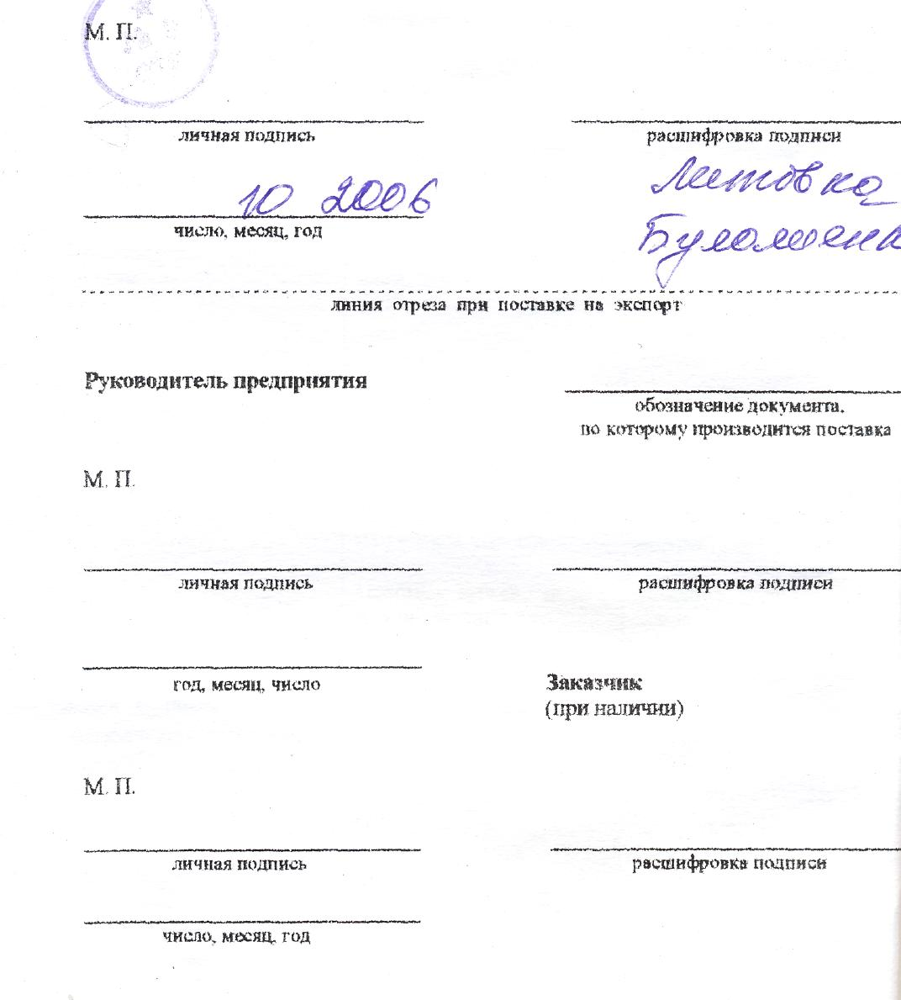 М. П.
личная подпись расшифровка подписи
10 2006 Литовка
число, месяц, год
линия отреза при поставке на экспорт
Руководитель предприятия
обозначение документа,
по которому производится поставка
М. П.
личная подпись расшифровка подписи
год, месяц, число Заказчик
(при наличии)
М. П.
личная подпись расшифровка подписи
число, месяц, год